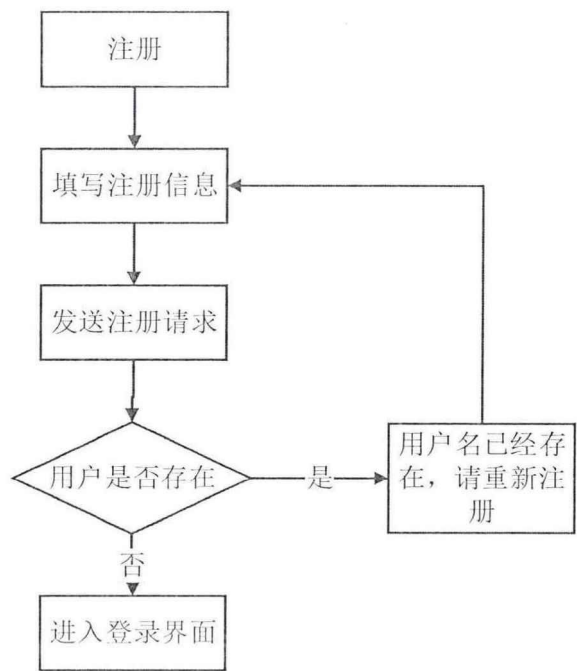 注册
填写注册信息
发送注册请求
用户是否存在
是
用户名已经存
在，请重新注
册
否
进入登录界面